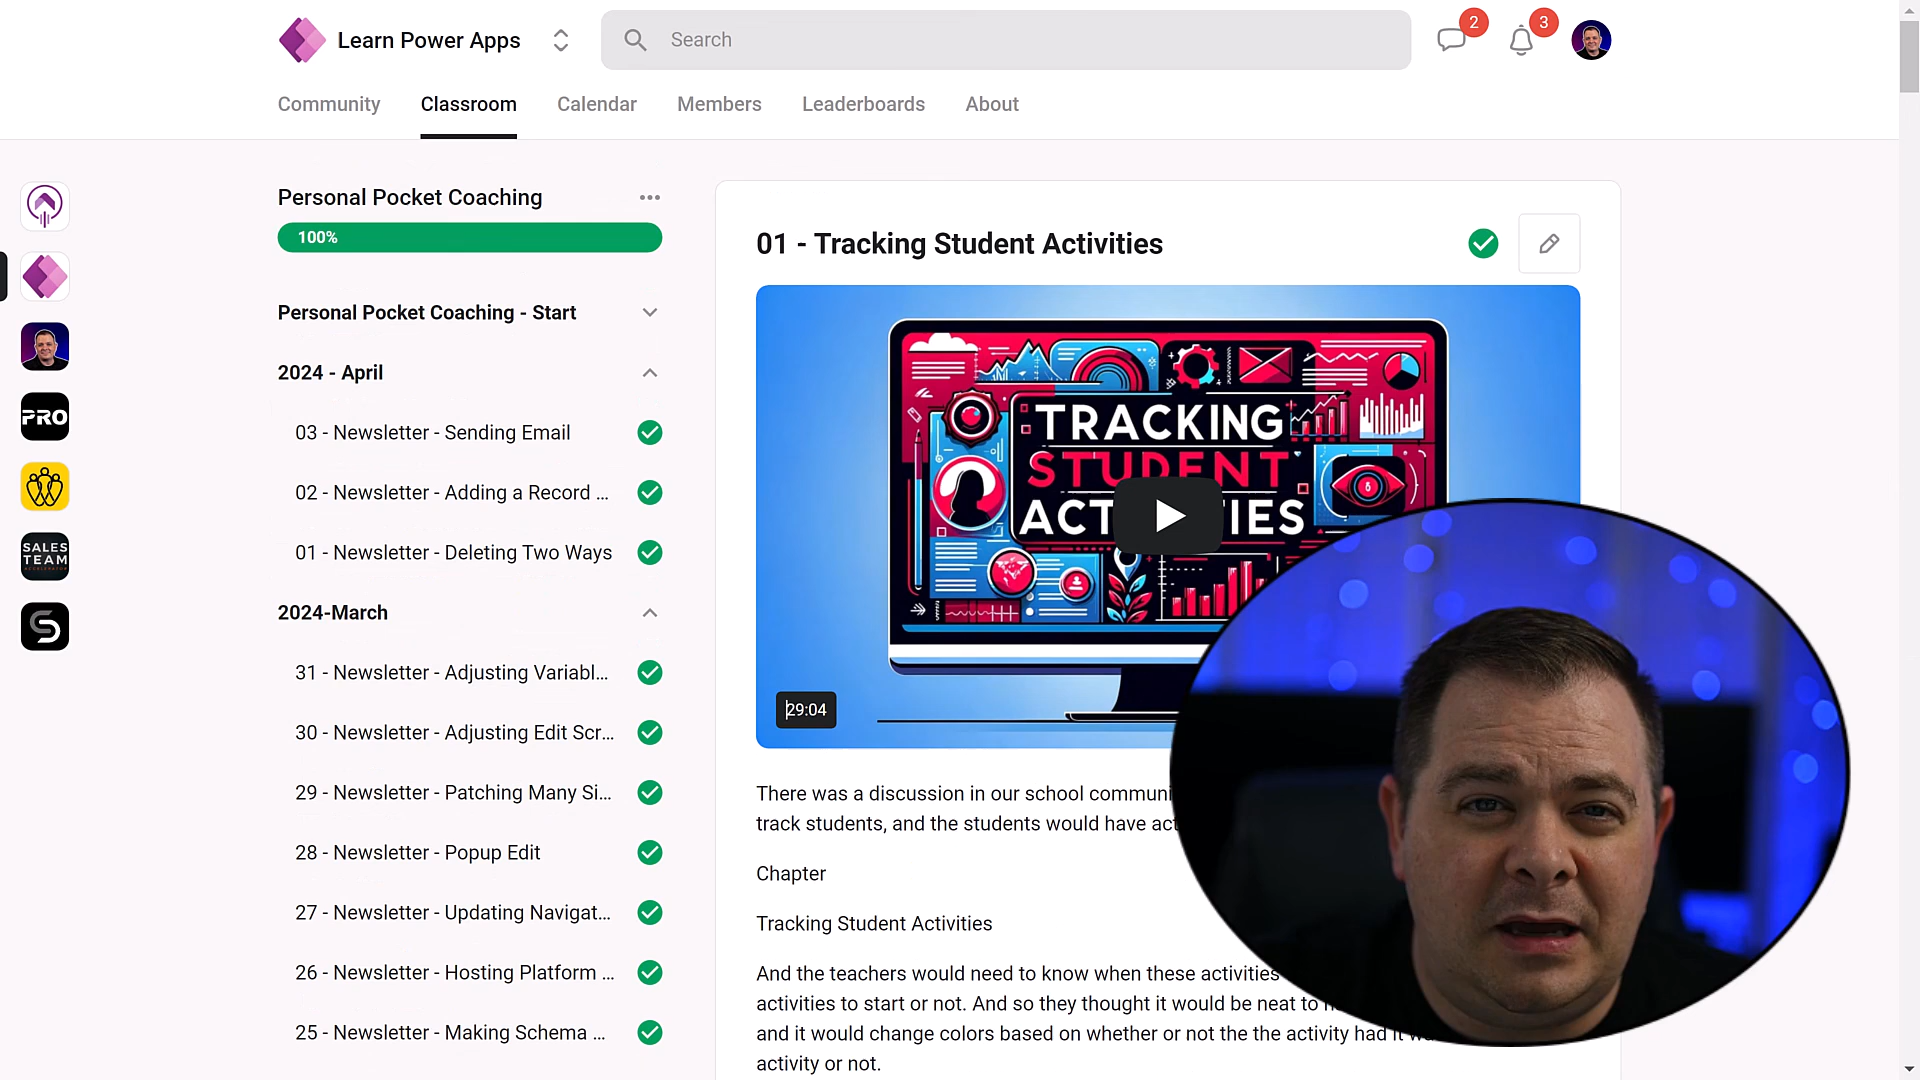 Learn Power Apps
Search
2
3
Community
Classroom
Calendar
Members
Leaderboards
About
Personal Pocket Coaching
100%
Personal Pocket Coaching - Start
2024 - April
03 - Newsletter - Sending Email
02 - Newsletter - Adding a Record ...
01 - Newsletter - Deleting Two Ways
2024-March
31 - Newsletter - Adjusting Variabl...
30 - Newsletter - Adjusting Edit Scr...
29 - Newsletter - Patching Many Si...
28 - Newsletter - Popup Edit
27 - Newsletter - Updating Navigat...
26 - Newsletter - Hosting Platform ...
25 - Newsletter - Making Schema ...
PRO
SALES
TEAM
01 - Tracking Student Activities
TRACKING
STUDENT
ACT IES
29:04
There was a discussion in our school communi
track students, and the students would have act
Chapter
Tracking Student Activities
And the teachers would need to know when these activities
activities to start or not. And so they thought it would be neat to
and it would change colors based on whether or not the the activity had it
activity or not.